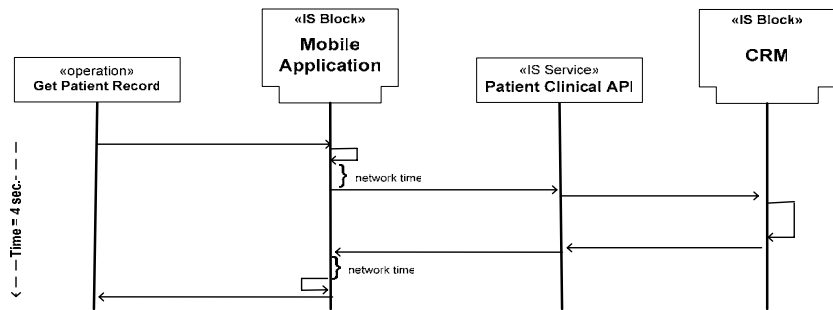 «IS Block»
Mobile
Application
«IS Block»
CRM
«operation»
Get Patient Record
«IS Service»
Patient Clinical API
network time
network time
Time = 4 sec.